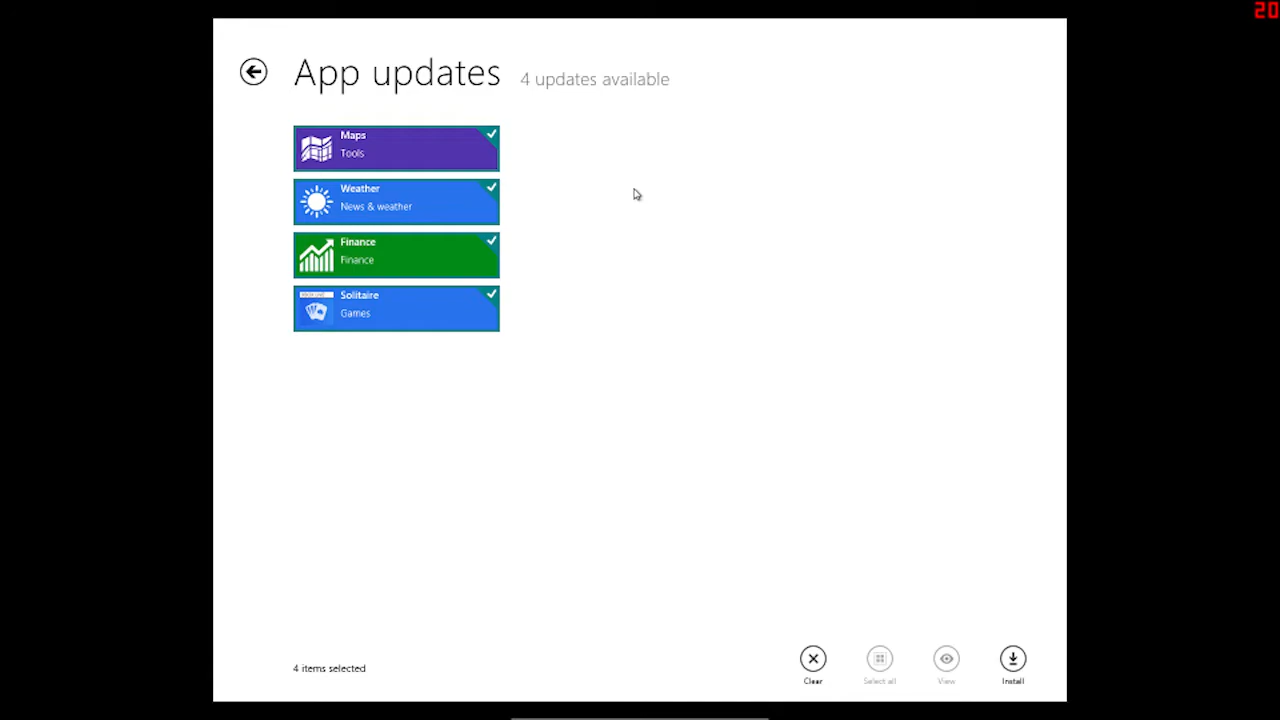 20
App updates 4 updates available
Maps
Tools
Weather
News & weather
Finance
Finance
Solitaire
Games
4 items selected
Clear
Select all
View
Install